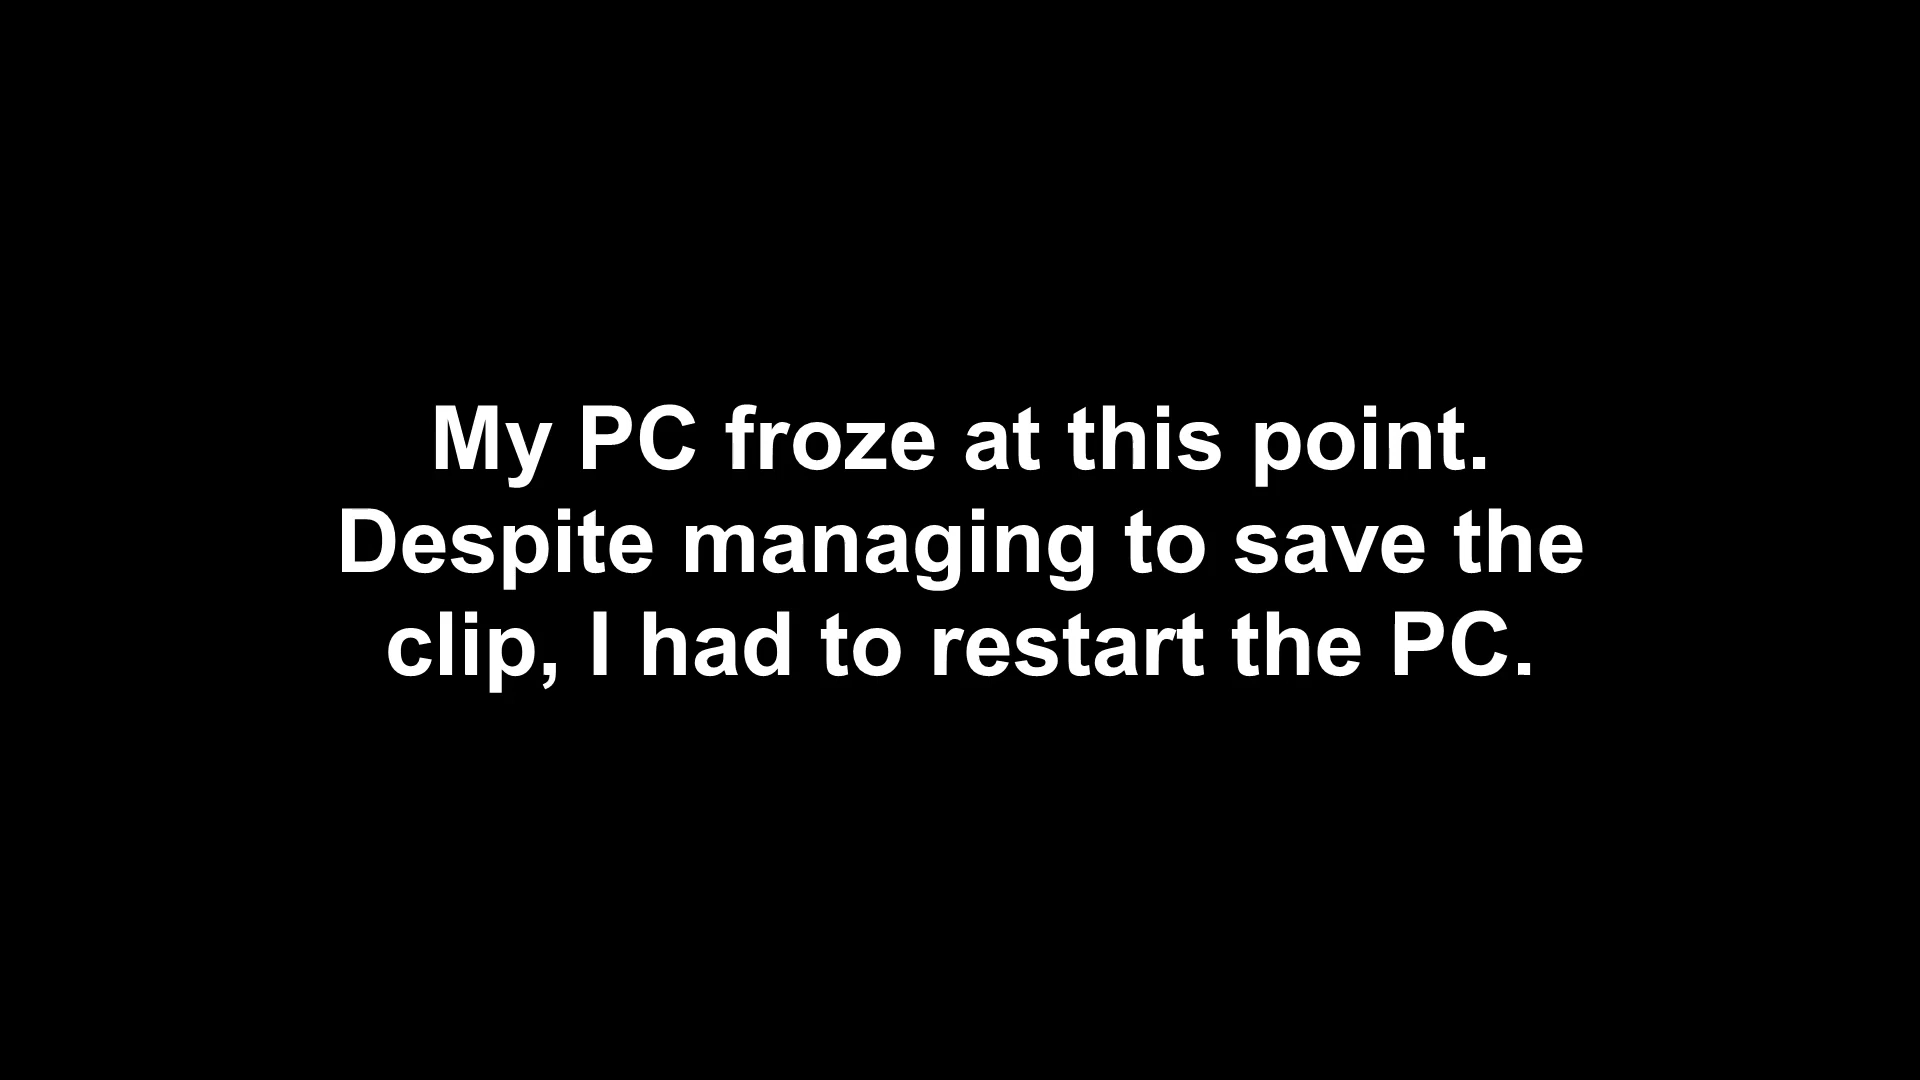 My PC froze at this point.
Despite managing to save the
clip, I had to restart the PC.